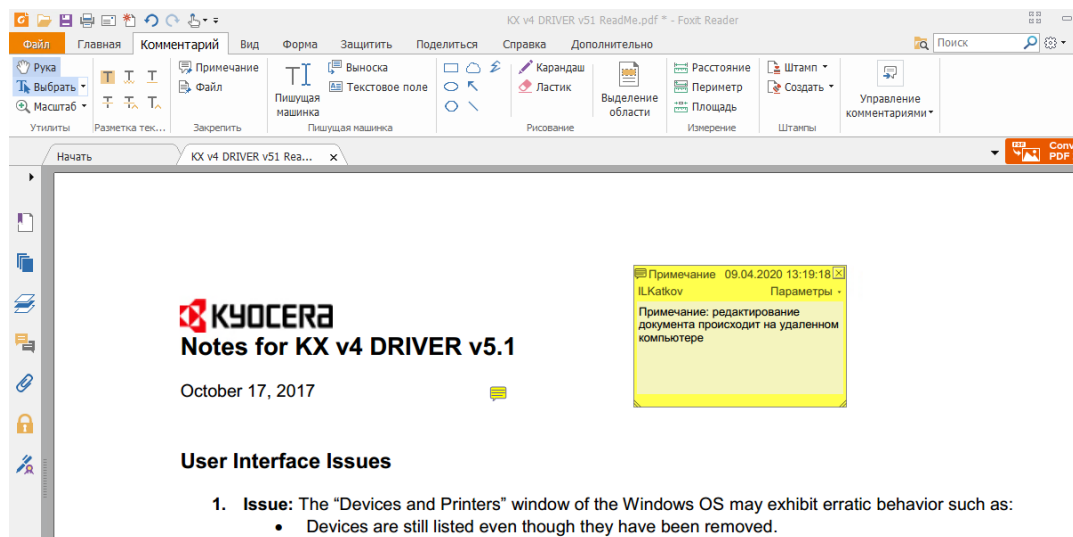 KX v4 DRIVER v51 ReadMe.pdf * - Foxit Reader
Файл Главная Комментарий Вид Форма Защитить Поделиться Справка Дополнительно Поиск
Рука Примечание Выноска Карандаш Расстояние Штамп
Выбрать Файл Текстовое поле Ластик Периметр Создать
Масштаб Пишущая машинка Выделение области Площадь Управление комментариями
Утилиты Разметка тек... Закрепить Пишущая машинка Рисование Измерение Штампы
Начать KX v4 DRIVER v51 Rea... x Conv
PDF
Примечание 09.04.2020 13:19:18
ILKatkov Параметры
Примечание: редактирование
документа происходит на удаленном
компьютере
KYOCERA
Notes for KX v4 DRIVER v5.1
October 17, 2017
User Interface Issues
1. Issue: The “Devices and Printers” window of the Windows OS may exhibit erratic behavior such as:
• Devices are still listed even though they have been removed.